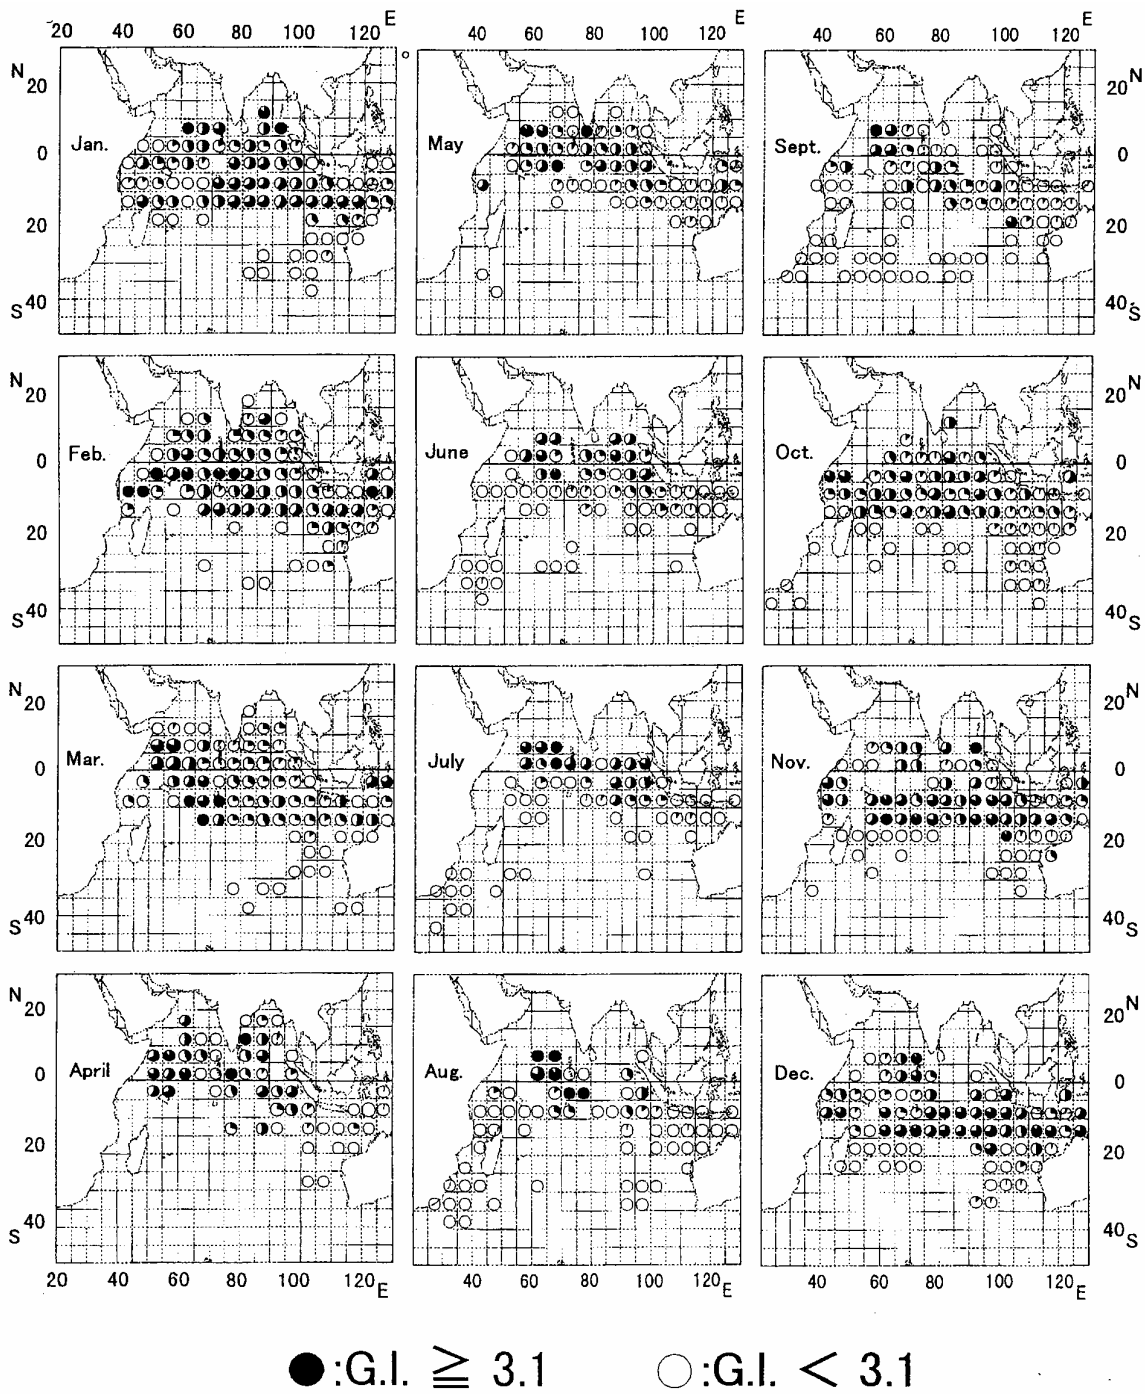 20 40 60 80 100 120 E
40 60 80 100 120 E
40 60 80 100 120 E
N 20 0 20 40 S
Jan.
May
Sept.
20 N 0 20 40 S
N 20 0 20 40 S
Feb.
June
Oct.
20 N 0 20 40 S
N 20 0 20 40 S
Mar.
July
Nov.
20 N 0 20 40 S
N 20 0 20 40 S
April
Aug.
Dec.
20 N 0 20 40 S
20 40 60 80 100 120 E
40 60 80 100 120 E
40 60 80 100 120 E
●:G.I. ≧ 3.1 ○:G.I. < 3.1